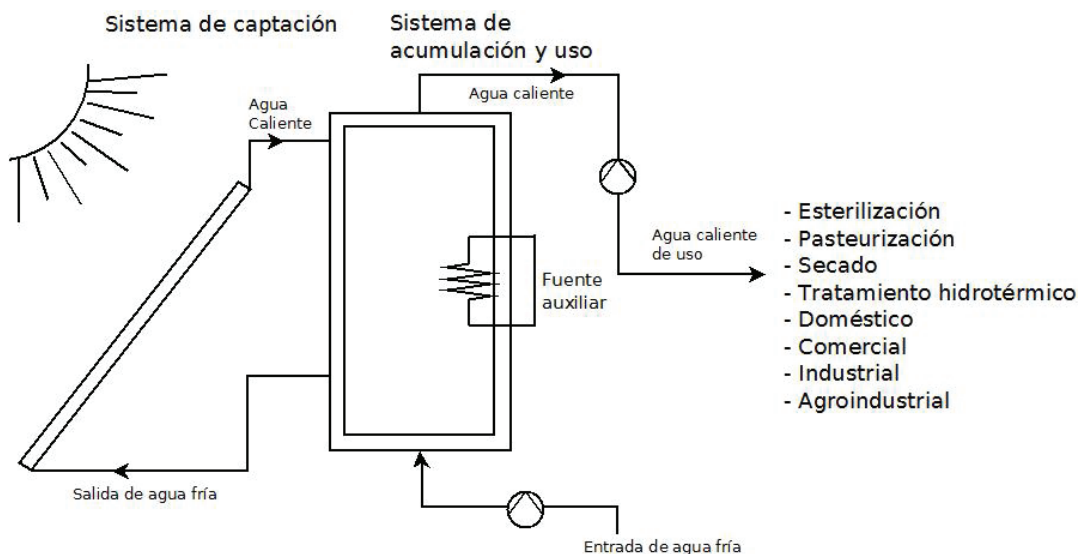 Sistema de captación
Sistema de
acumulación y uso
Agua caliente
Agua
Caliente
Agua caliente
de uso
Fuente
auxiliar
- Esterilización
- Pasteurización
- Secado
- Tratamiento hidrotérmico
- Doméstico
- Comercial
- Industrial
- Agroindustrial
Salida de agua fría
Entrada de agua fría